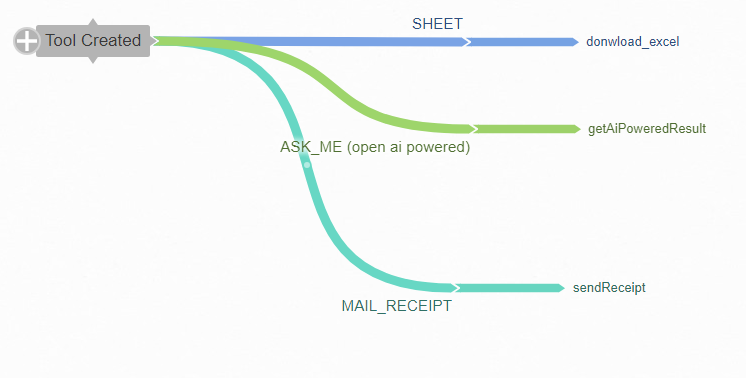 SHEET
Tool Created
donwload_excel
getAiPoweredResult
ASK_ME (open ai powered)
sendReceipt
MAIL_RECEIPT